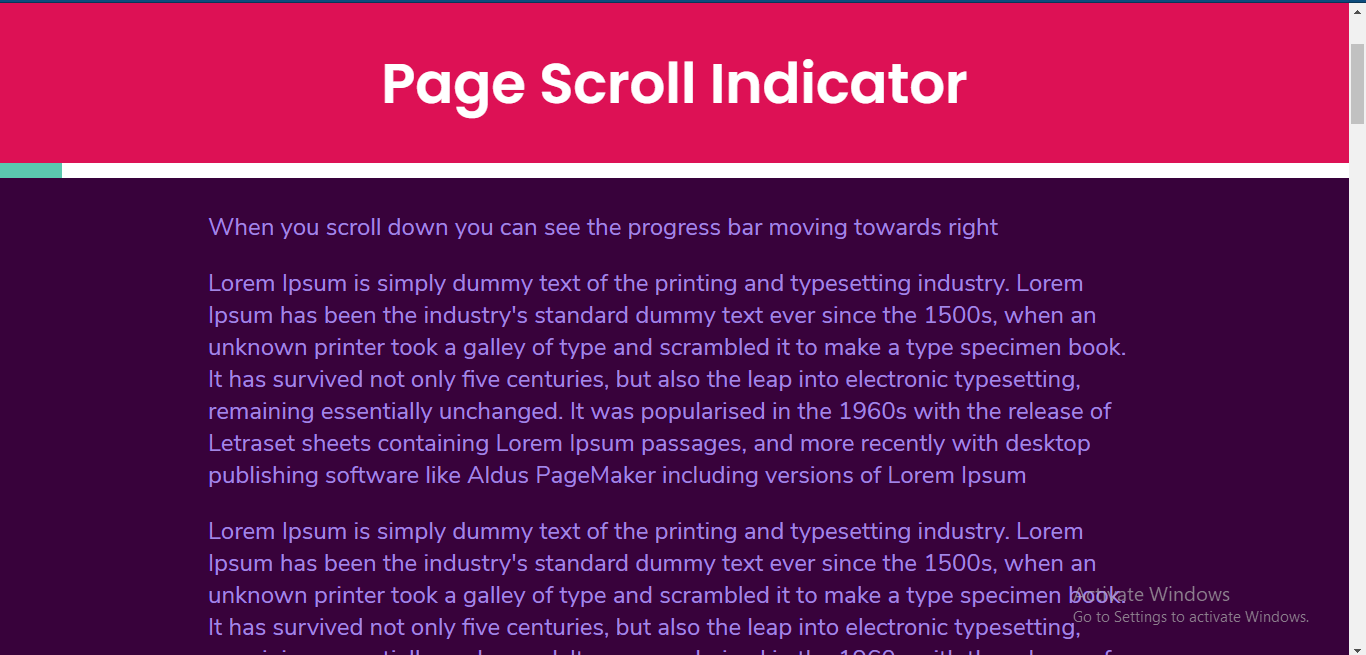 Page Scroll Indicator
When you scroll down you can see the progress bar moving towards right
Lorem Ipsum is simply dummy text of the printing and typesetting industry. Lorem
Ipsum has been the industry's standard dummy text ever since the 1500s, when an
unknown printer took a galley of type and scrambled it to make a type specimen book.
It has survived not only five centuries, but also the leap into electronic typesetting,
remaining essentially unchanged. It was popularised in the 1960s with the release of
Letraset sheets containing Lorem Ipsum passages, and more recently with desktop
publishing software like Aldus PageMaker including versions of Lorem Ipsum
Lorem Ipsum is simply dummy text of the printing and typesetting industry. Lorem
Ipsum has been the industry's standard dummy text ever since the 1500s, when an
unknown printer took a galley of type and scrambled it to make a type specimen book.
It has survived not only five centuries, but also the leap into electronic typesetting,
Activate Windows
Go to Settings to activate Windows.